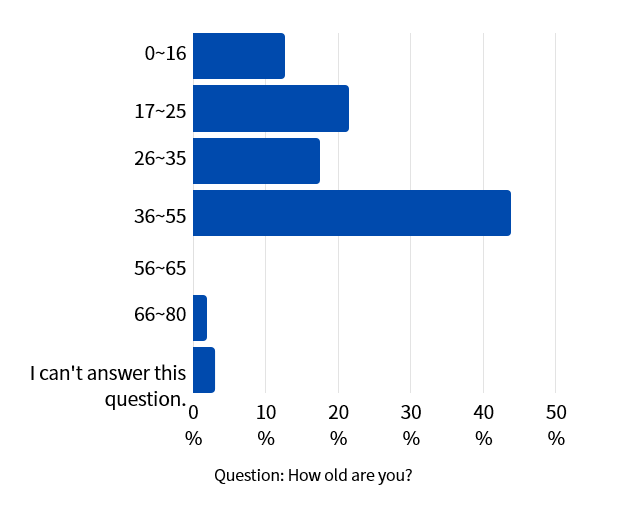 0~16
17~25
26~35
36~55
56~65
66~80
I can't answer this
question.
0 10 20 30 40 50
% % % % % %
Question: How old are you?